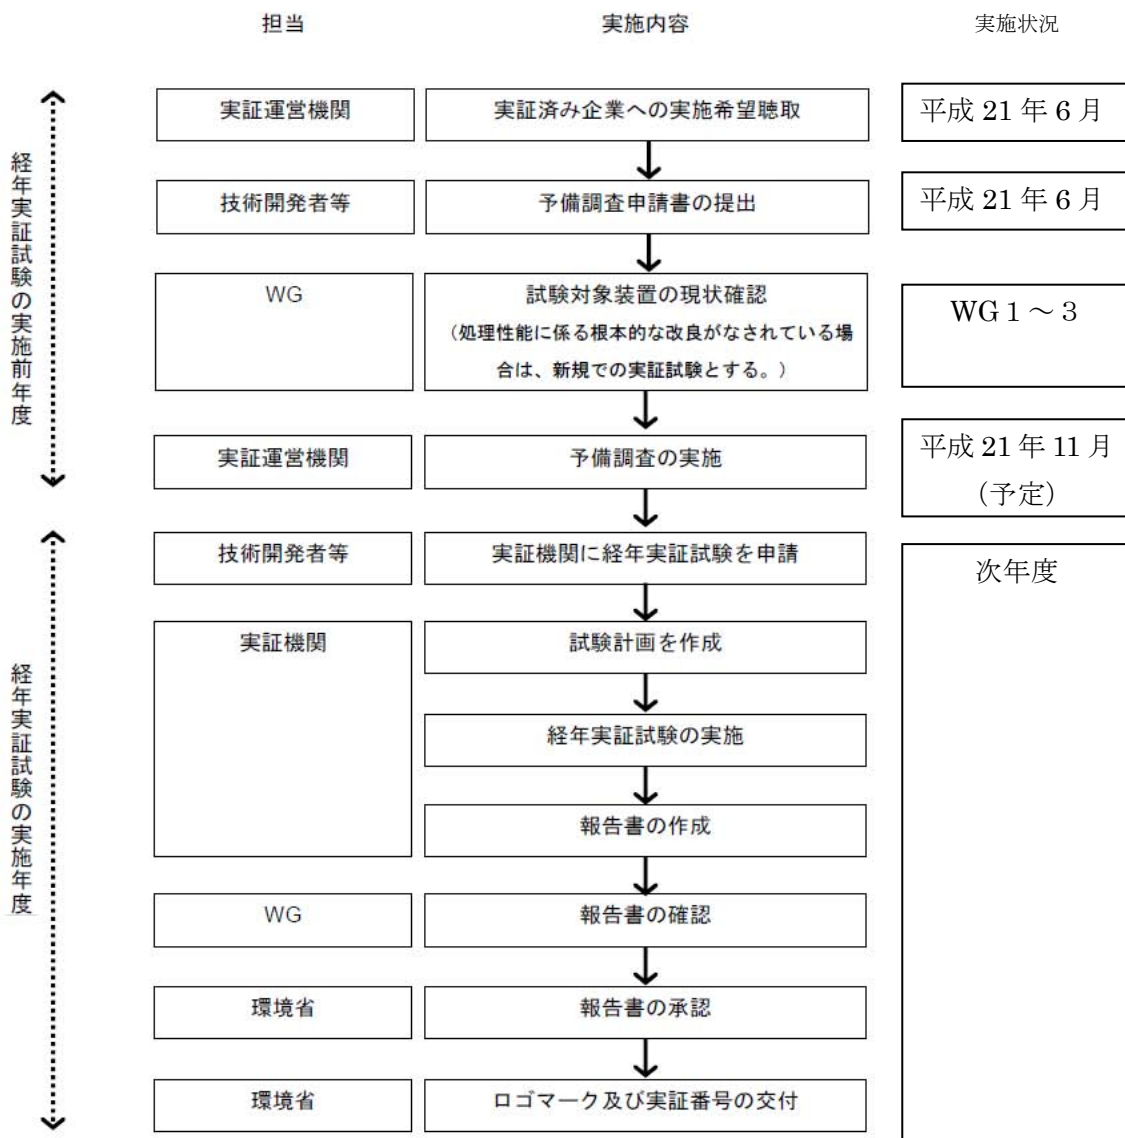 担当 実施内容 実施状況
経年実証試験の実施前年度
実証運営機関 実証済み企業への実施希望聴取 平成 21 年 6 月
技術開発者等 予備調査申請書の提出 平成 21 年 6 月
WG 試験対象装置の現状確認 WG 1 ～ 3
（処理性能に係る根本的な改良がなされている場
合は、新規での実証試験とする。）
実証運営機関 予備調査の実施 平成 21 年 11 月
（予定）
経年実証試験の実施年度
技術開発者等 実証機関に経年実証試験を申請 次年度
実証機関 試験計画を作成
経年実証試験の実施
報告書の作成
WG 報告書の確認
環境省 報告書の承認
環境省 ロゴマーク及び実証番号の交付